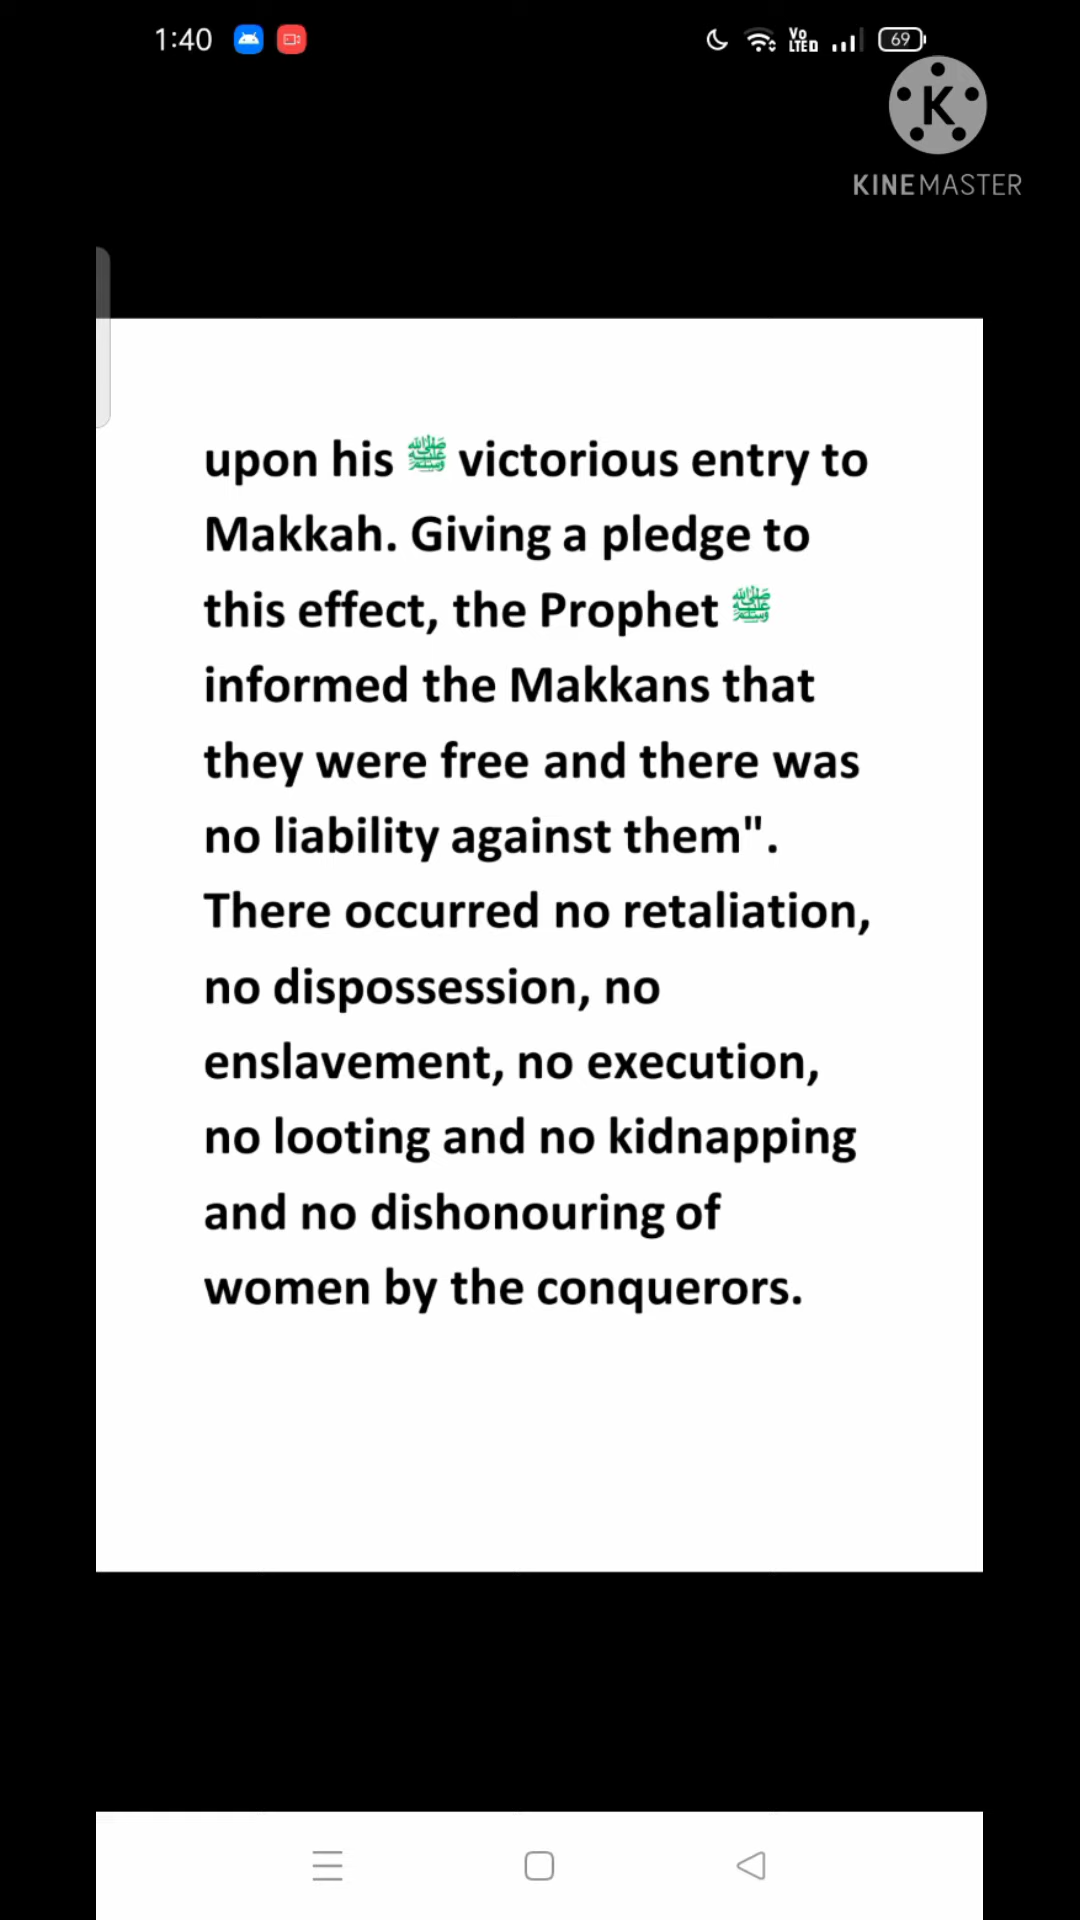 1:40
Vo LTED
69
K
KINEMASTER
upon his ﷺ victorious entry to
Makkah. Giving a pledge to
this effect, the Prophet ﷺ
informed the Makkans that
they were free and there was
no liability against them".
There occurred no retaliation,
no dispossession, no
enslavement, no execution,
no looting and no kidnapping
and no dishonouring of
women by the conquerors.